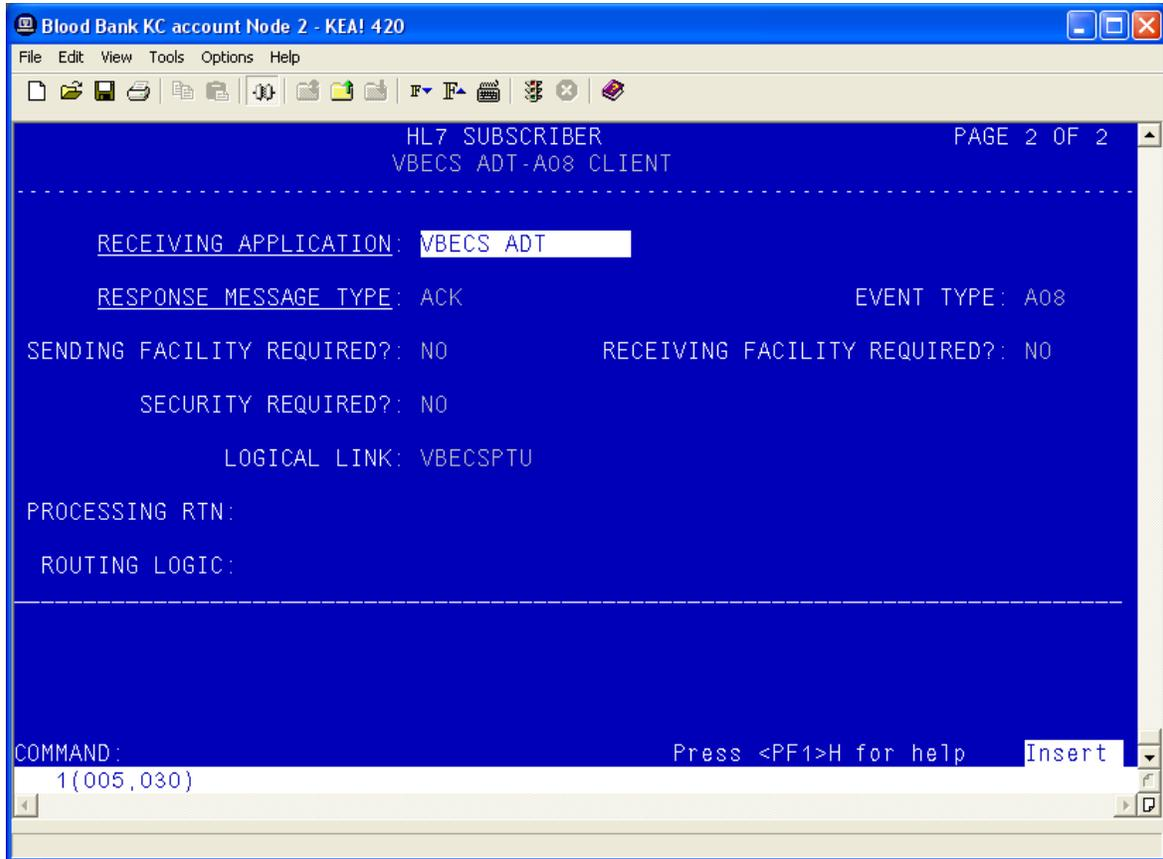 Blood Bank KC account Node 2 - KEA! 420
File Edit View Tools Options Help
HL7 SUBSCRIBER PAGE 2 OF 2
VBECS ADT-A08 CLIENT
RECEIVING APPLICATION: VBECS ADT
RESPONSE MESSAGE TYPE: ACK EVENT TYPE: A08
SENDING FACILITY REQUIRED?: NO RECEIVING FACILITY REQUIRED?: NO
SECURITY REQUIRED?: NO
LOGICAL LINK: VBECSPTU
PROCESSING RTN:
ROUTING LOGIC:
COMMAND: Press <PF1>H for help Insert
1(005,030)